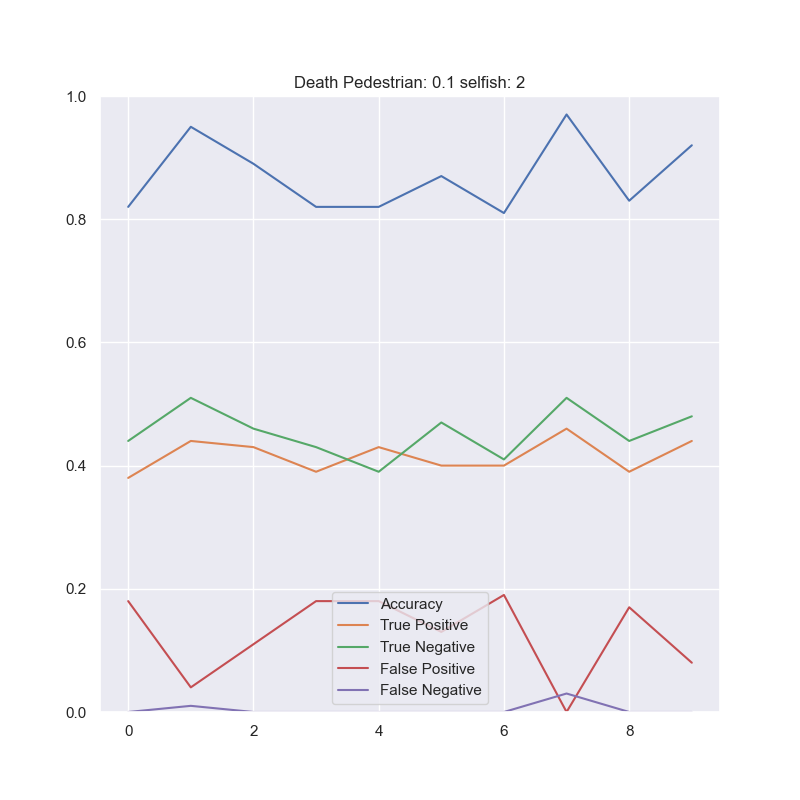 Death Pedestrian: 0.1 selfish: 2
1.0
0.8
0.6
0.4
0.2
0.0
Accuracy
True Positive
True Negative
False Positive
False Negative
0 2 4 6 8